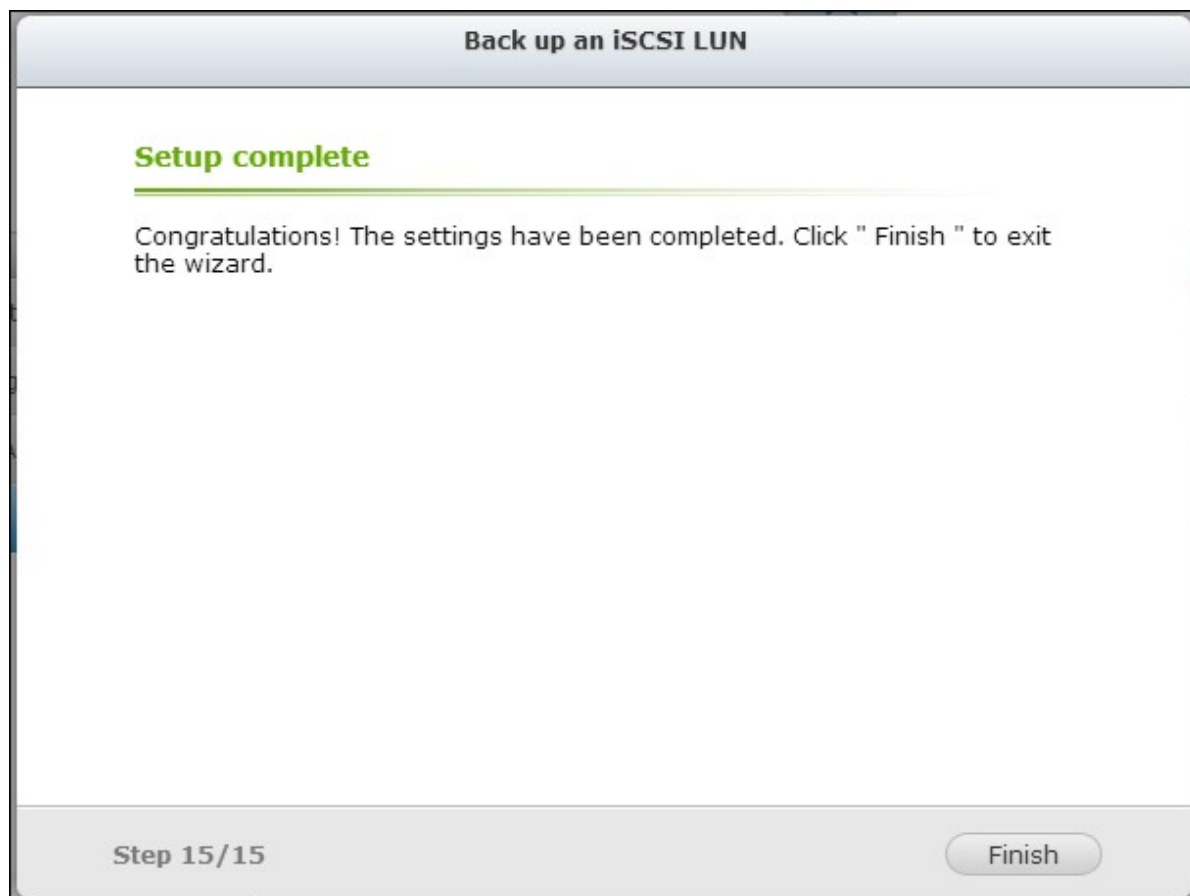 Back up an iSCSI LUN
Setup complete
Congratulations! The settings have been completed. Click " Finish " to exit
the wizard.
Step 15/15
Finish